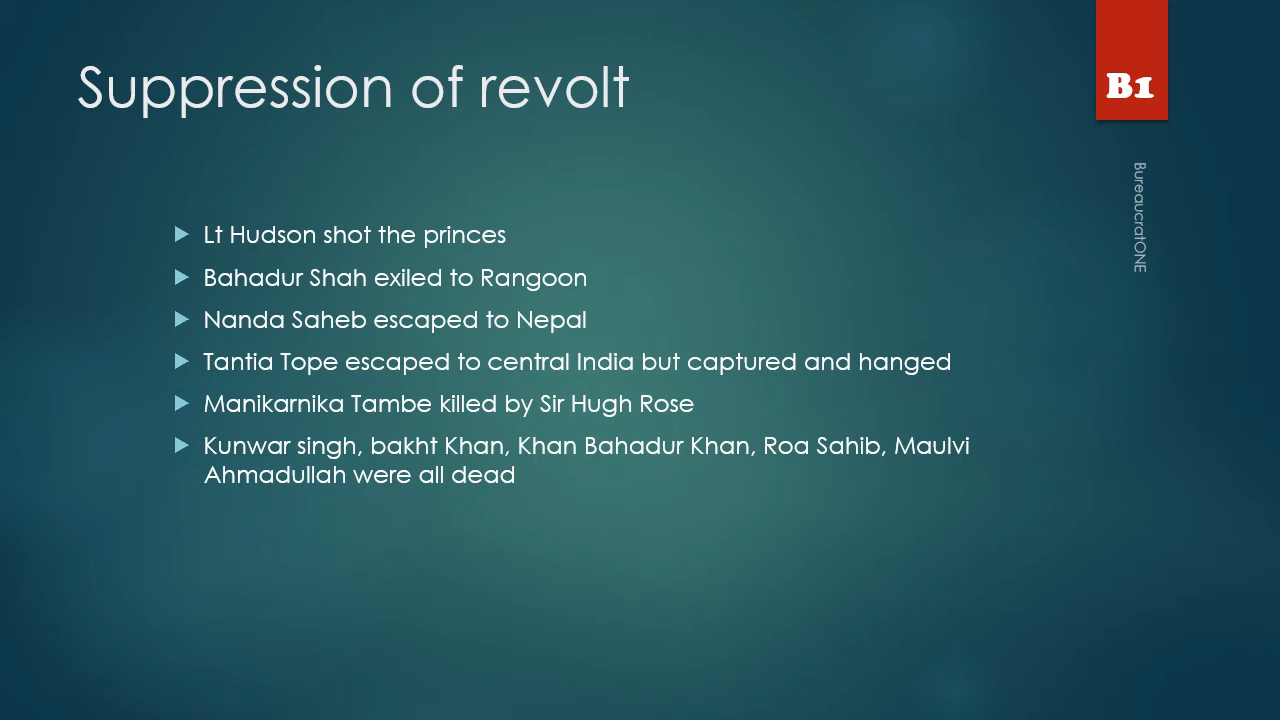 Suppression of revolt
B1
BureaucratONE
Lt Hudson shot the princes
Bahadur Shah exiled to Rangoon
Nanda Saheb escaped to Nepal
Tantia Tope escaped to central India but captured and hanged
Manikarnika Tambe killed by Sir Hugh Rose
Kunwar singh, bakht Khan, Khan Bahadur Khan, Roa Sahib, Maulvi
Ahmadullah were all dead